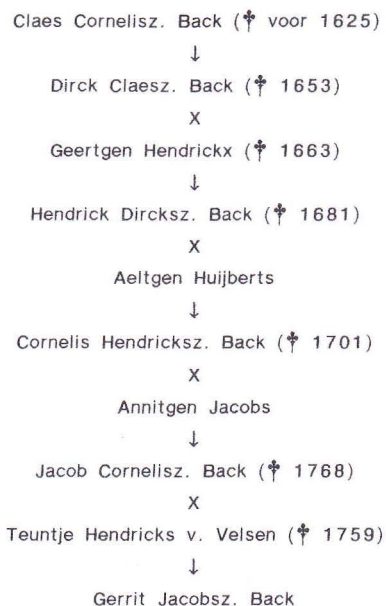 Claes Cornelisz. Back († voor 1625)
↓
Dirck Claesz. Back († 1653)
X
Geertgen Hendrickx († 1663)
↓
Hendrick Dircksz. Back († 1681)
X
Aeltgen Huijberts
↓
Cornelis Hendricksz. Back († 1701)
X
Annitgen Jacobs
↓
Jacob Cornelisz. Back († 1768)
X
Teuntje Hendricks v. Velsen († 1759)
↓
Gerrit Jacobsz. Back